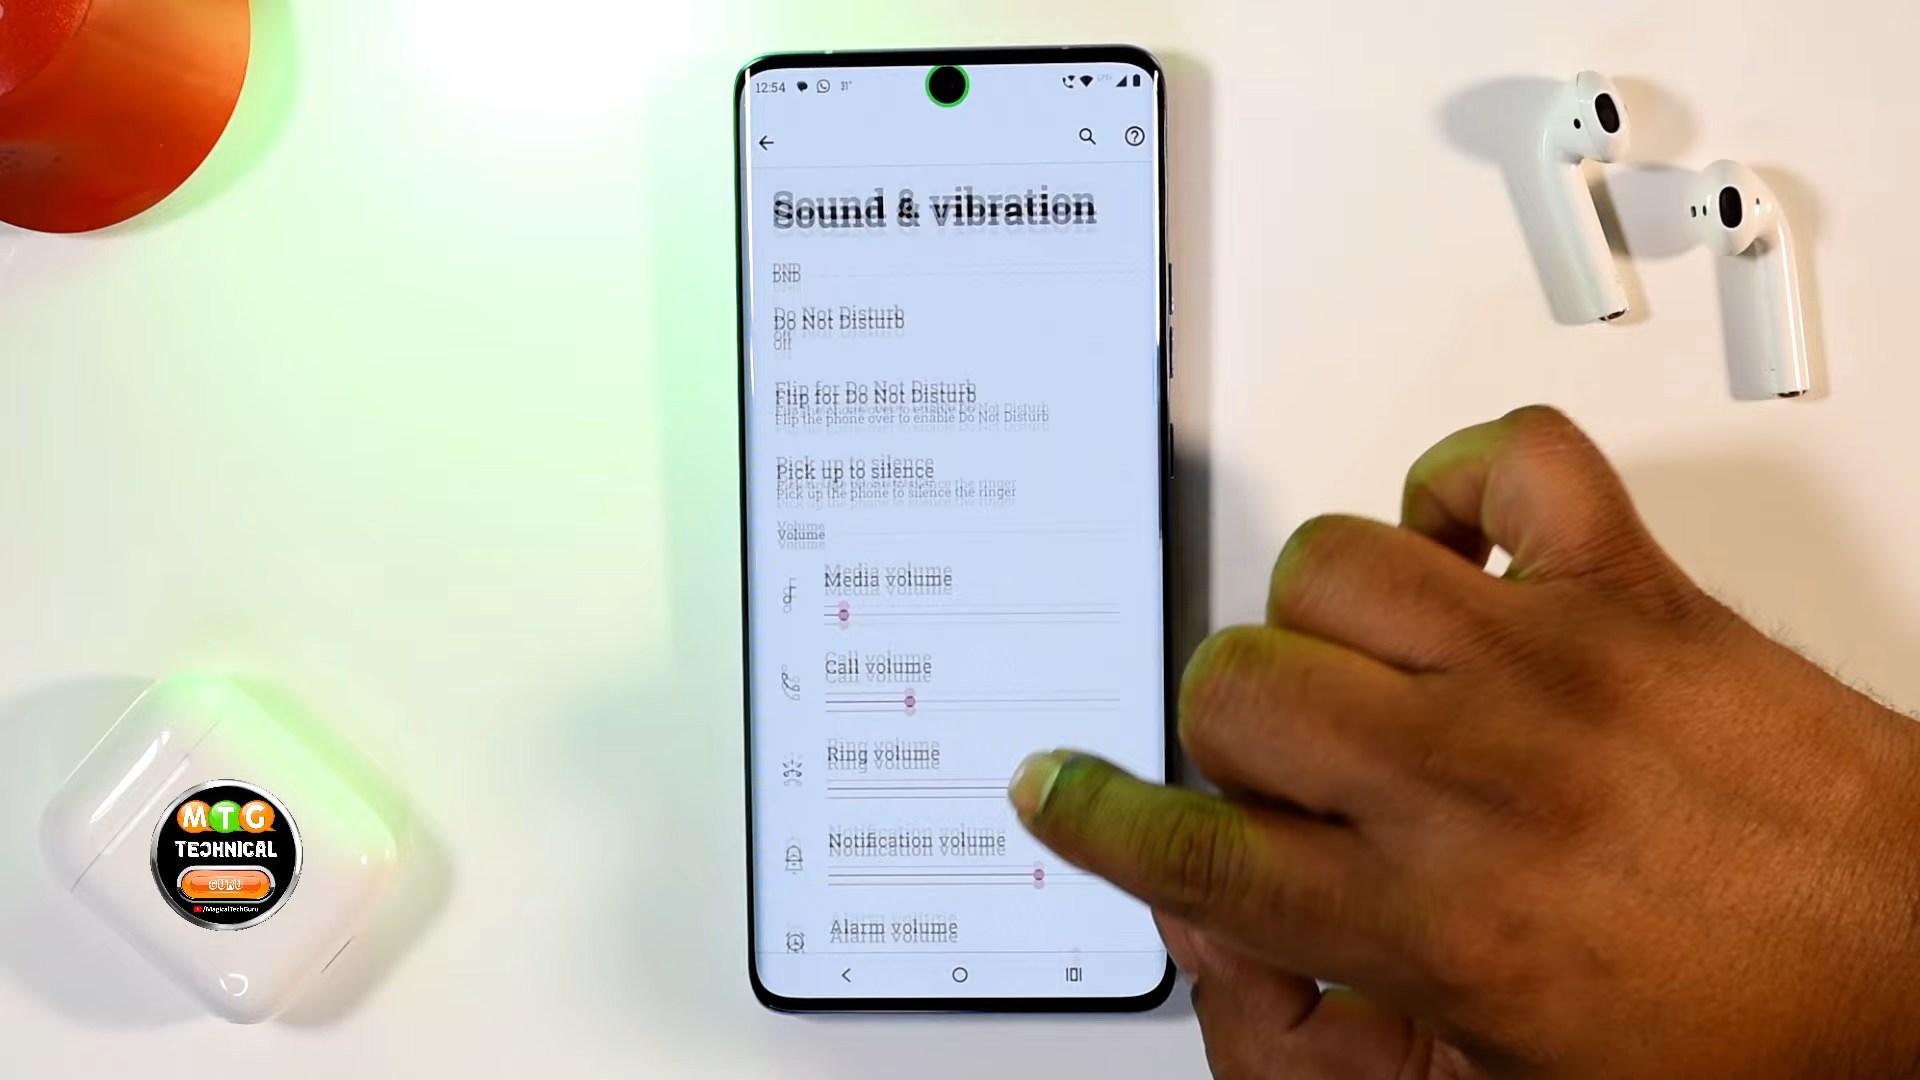 12:54 31°
Sound & vibration
DND
Do Not Disturb
Off
Flip for Do Not Disturb
Flip the phone over to enable Do Not Disturb
Pick up to silence
Pick up the phone to silence the ringer
Volume
Media volume
Call volume
Ring volume
Notification volume
Alarm volume
MTG
TECHNICAL
GURU
/MagicalTechGuru